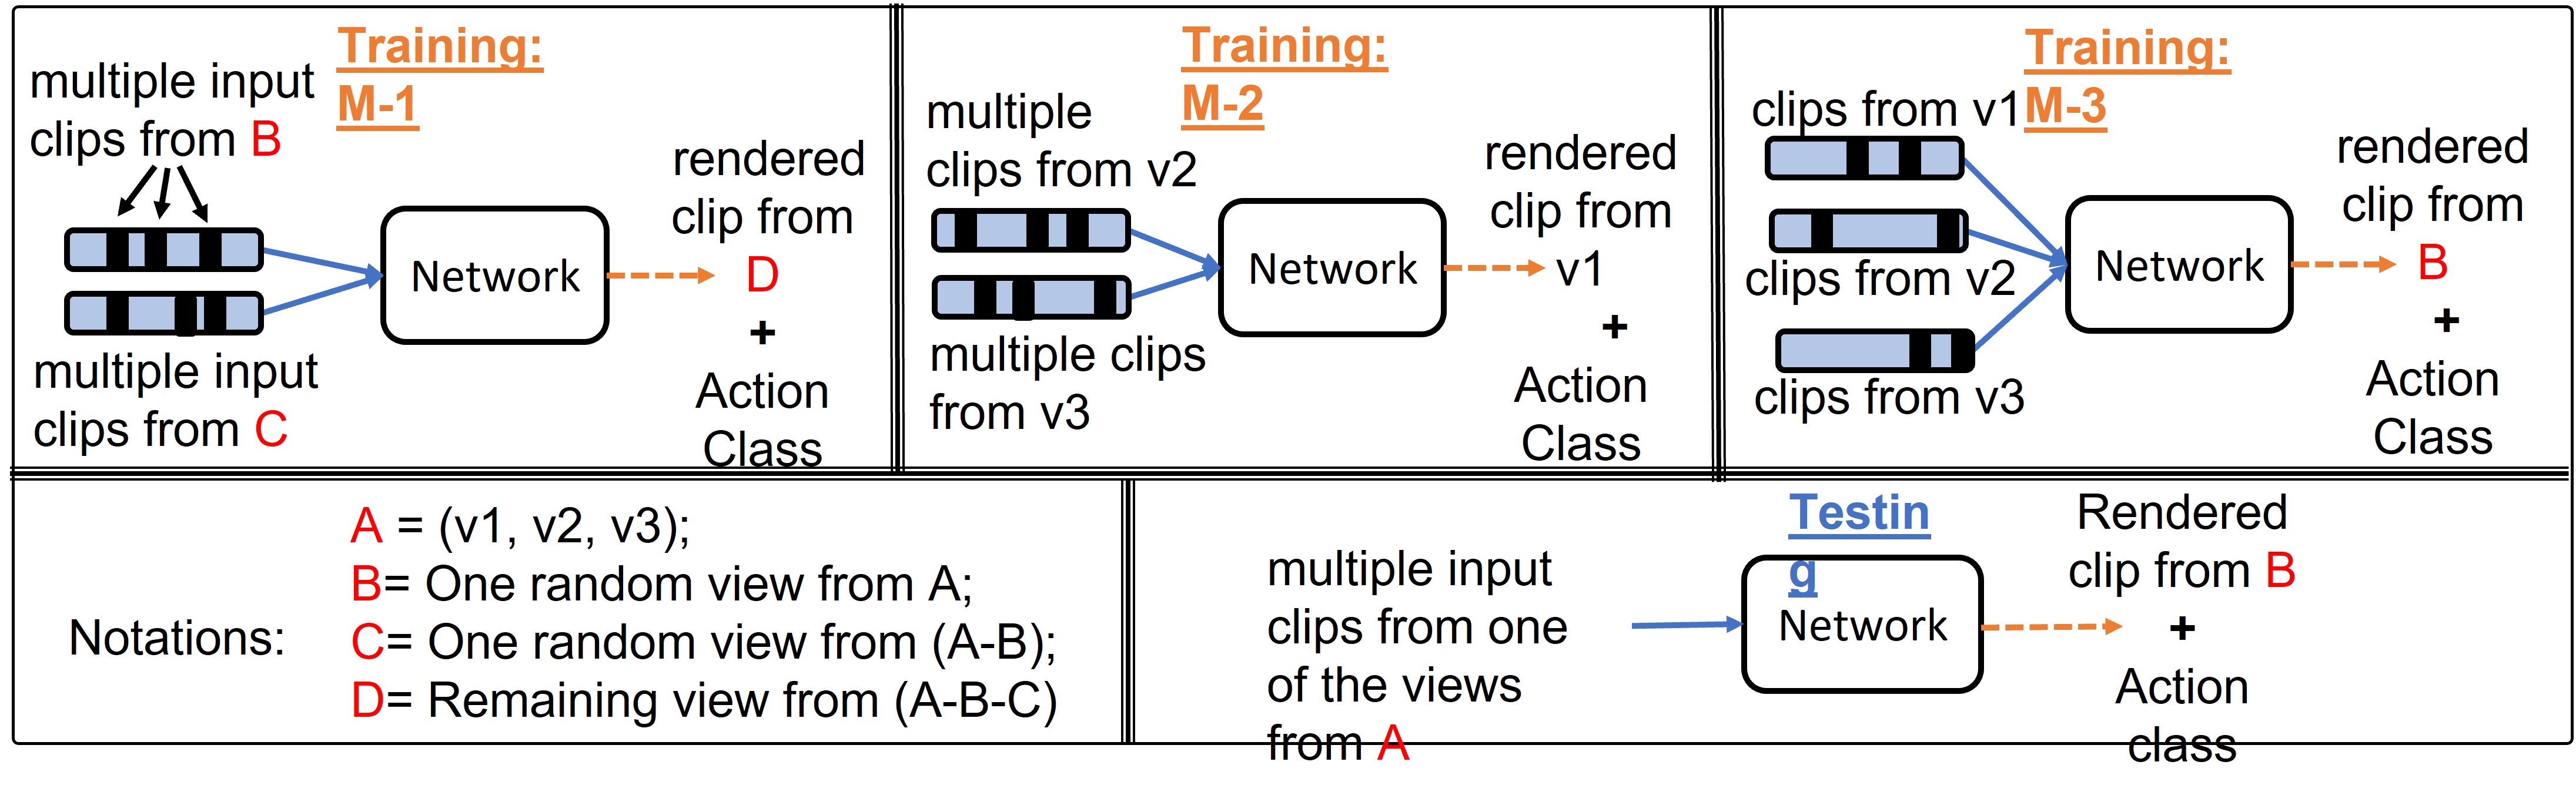 Training:
M-1
multiple input
clips from B
multiple input
clips from C
Network
rendered
clip from
D
+
Action
Class
Training:
M-2
multiple
clips from v2
multiple clips
from v3
Network
rendered
clip from
v1
+
Action
Class
Training:
M-3
clips from v1
clips from v2
clips from v3
Network
rendered
clip from
B
+
Action
Class
Notations:
A = (v1, v2, v3);
B= One random view from A;
C= One random view from (A-B);
D= Remaining view from (A-B-C)
Testin
g
multiple input
clips from one
of the views
from A
Network
Rendered
clip from B
+
Action
class